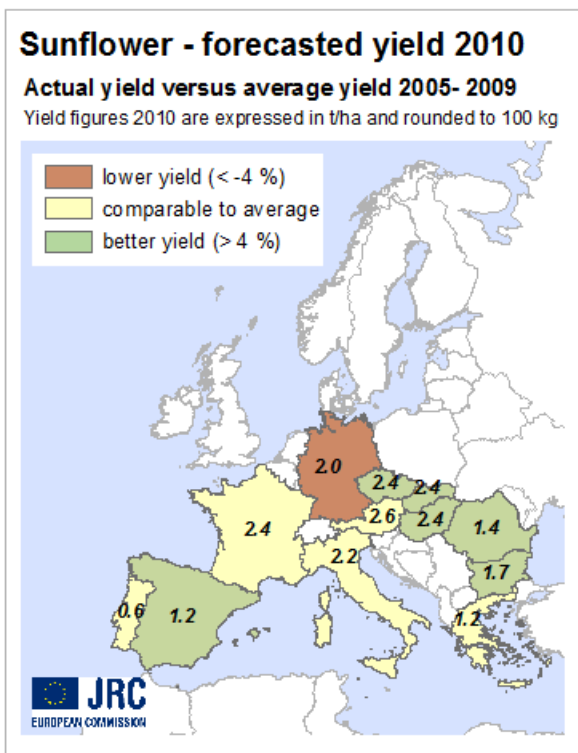 Sunflower - forecasted yield 2010
Actual yield versus average yield 2005- 2009
Yield figures 2010 are expressed in t/ha and rounded to 100 kg
lower yield (< -4 %)
comparable to average
better yield (> 4 %)
2.0
2.4
2.4
2.6
2.4
2.4
1.4
2.2
1.7
0.6
1.2
1.2
JRC
EUROPEAN COMMISSION